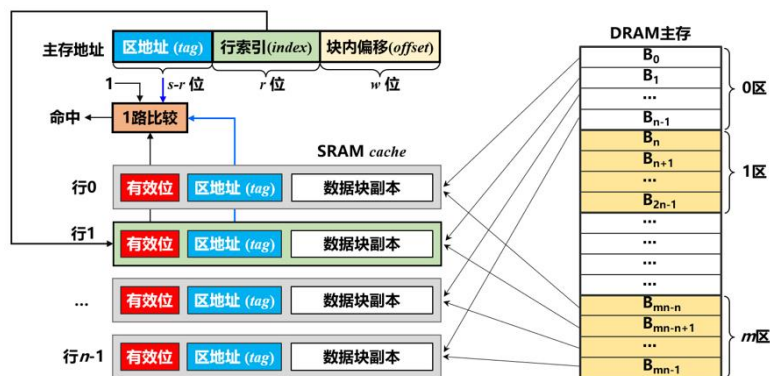 主存地址
区地址 (tag)
行索引(index)
块内偏移(offset)
s-r 位
r 位
w 位
1
命中
1路比较
SRAM cache
行0
有效位
区地址 (tag)
数据块副本
行1
有效位
区地址 (tag)
数据块副本
...
有效位
区地址 (tag)
数据块副本
行n-1
有效位
区地址 (tag)
数据块副本
DRAM主存
B0
B1
...
Bn-1
0区
Bn
Bn+1
...
B2n-1
1区
...
...
...
...
Bmn-n
Bmn-n+1
...
Bmn-1
m区